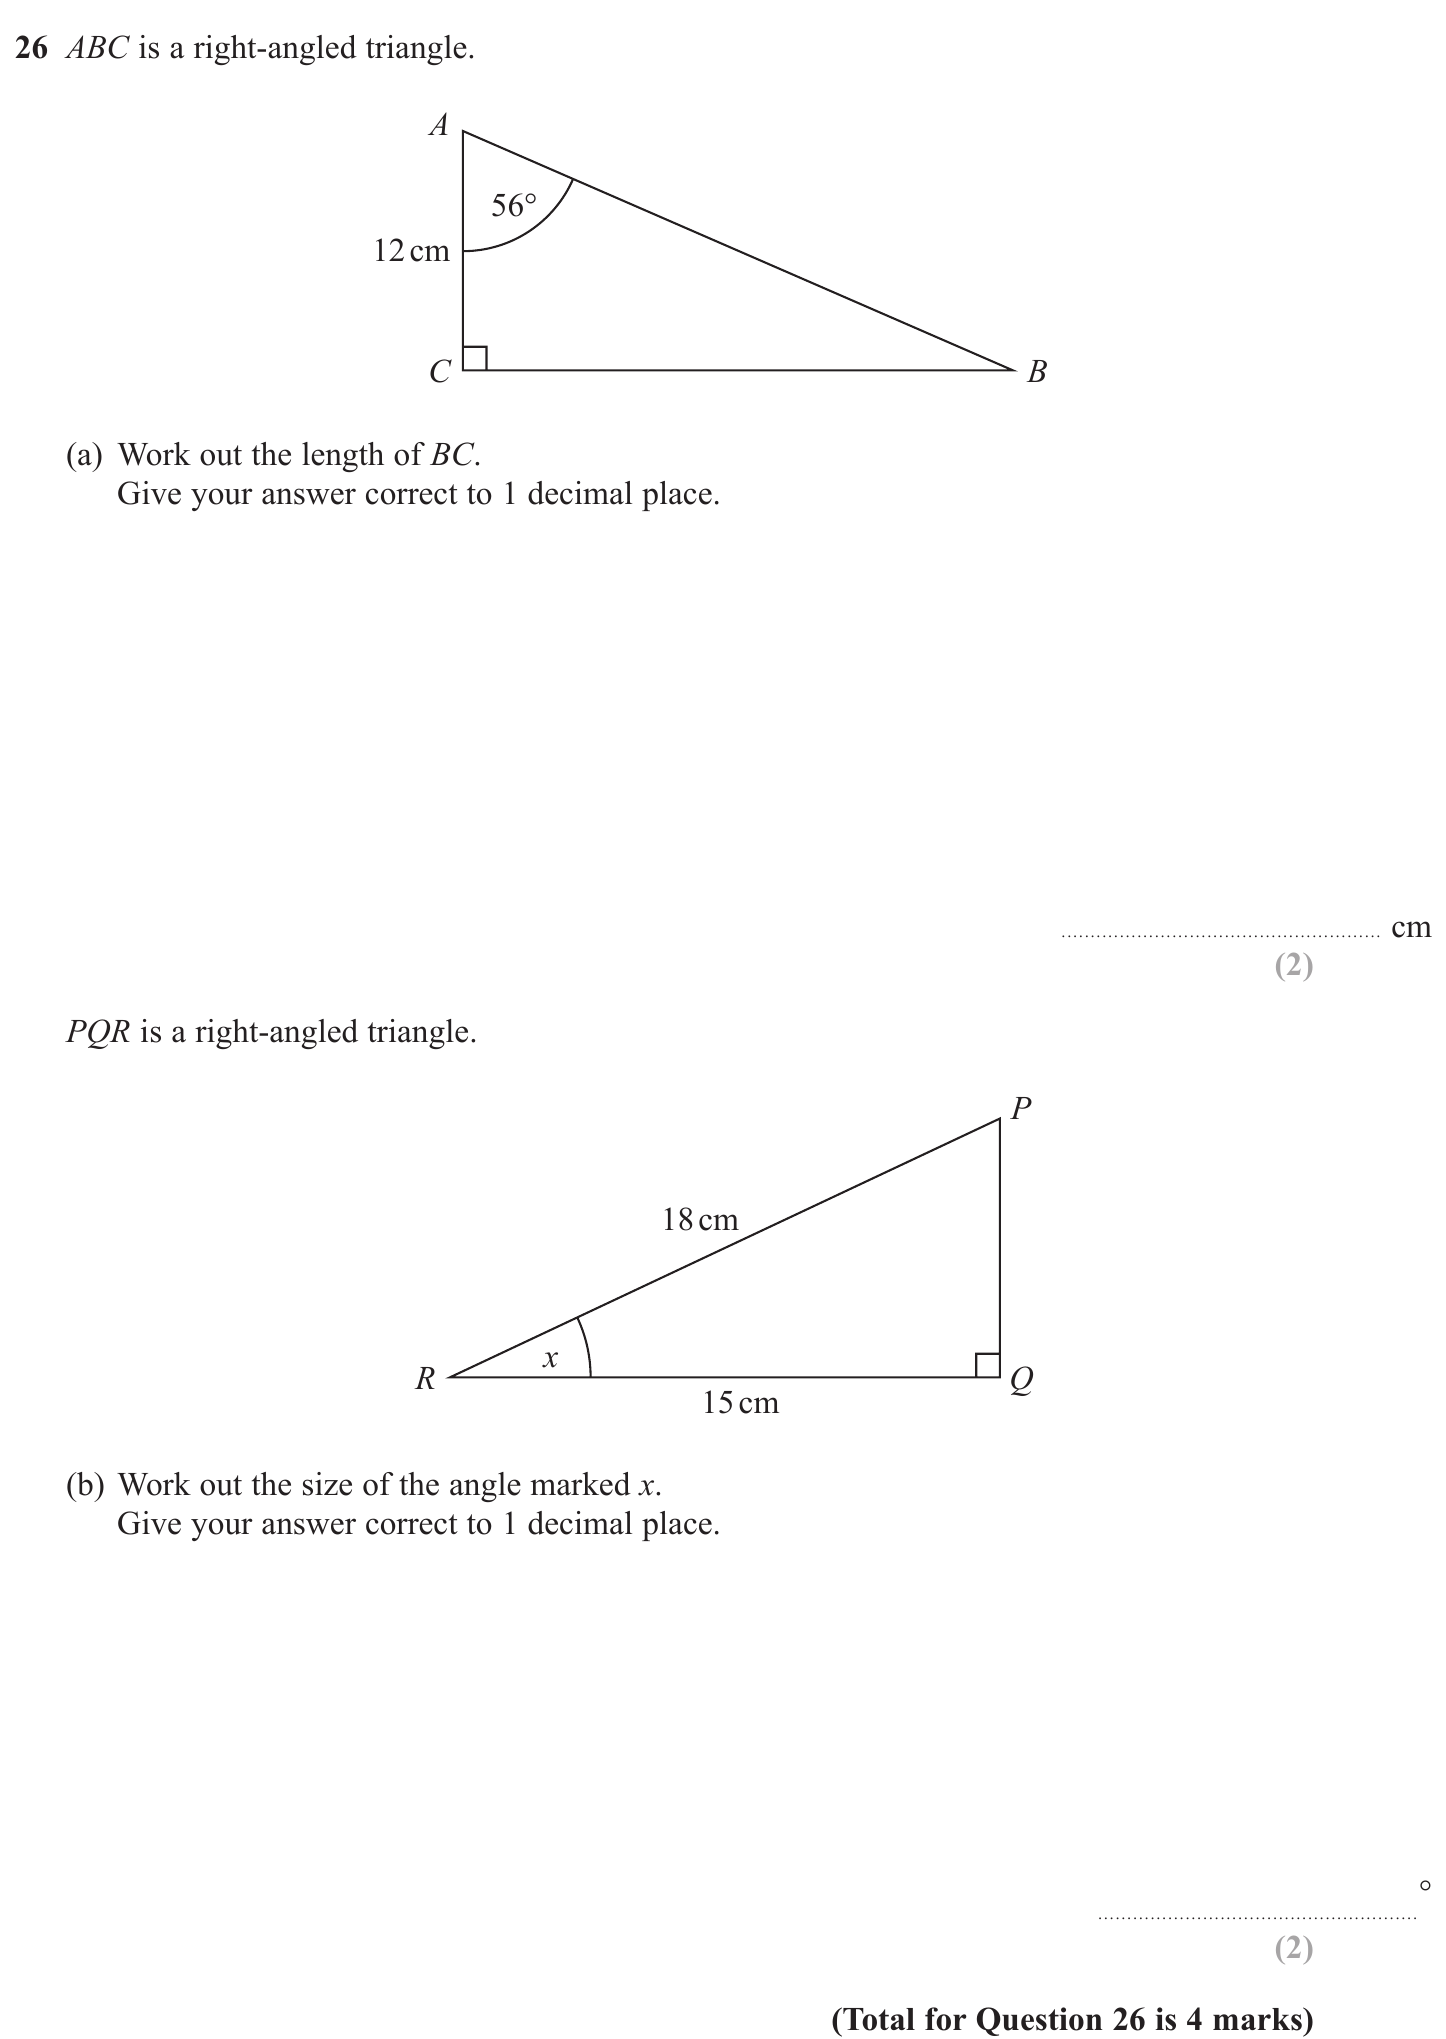 26 ABC is a right-angled triangle.
A
56°
12 cm
C
B
(a) Work out the length of BC.
Give your answer correct to 1 decimal place.
........................................................ cm
(2)
PQR is a right-angled triangle.
P
18 cm
x
R
Q
15 cm
(b) Work out the size of the angle marked x.
Give your answer correct to 1 decimal place.
........................................................°
(2)
(Total for Question 26 is 4 marks)